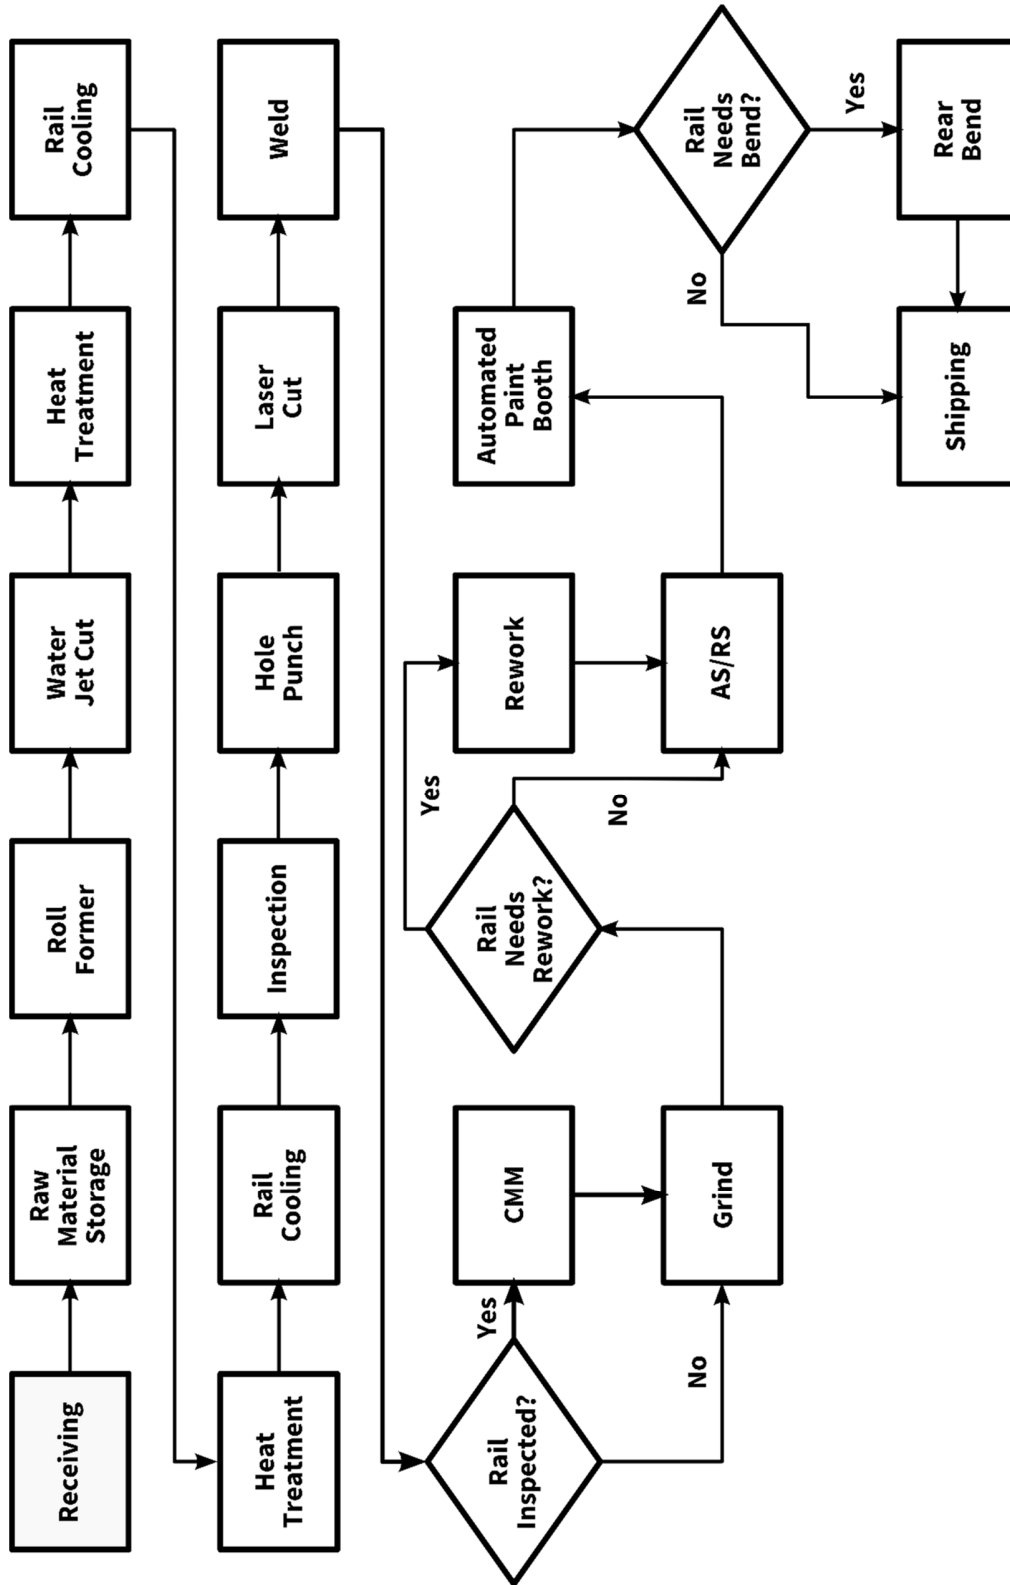 Receiving
Raw
Material
Storage
Roll
Former
Water
Jet Cut
Heat
Treatment
Rail
Cooling
Heat
Treatment
Rail
Cooling
Inspection
Hole
Punch
Laser
Cut
Weld
Rail
Inspected?
Yes
No
CMM
Grind
Rail
Needs
Rework?
Yes
No
Rework
AS/RS
Automated
Paint
Booth
Rail
Needs
Bend?
No
Yes
Shipping
Rear
Bend